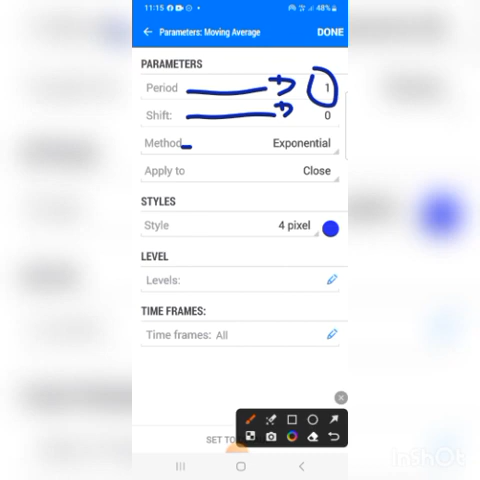 11:15 48%
Parameters: Moving Average DONE
PARAMETERS
Period 1
Shift: 0
Method Exponential
Apply to Close
STYLES
Style 4 pixel
LEVEL
Levels:
TIME FRAMES:
Time frames: All
SET TO
InShOt